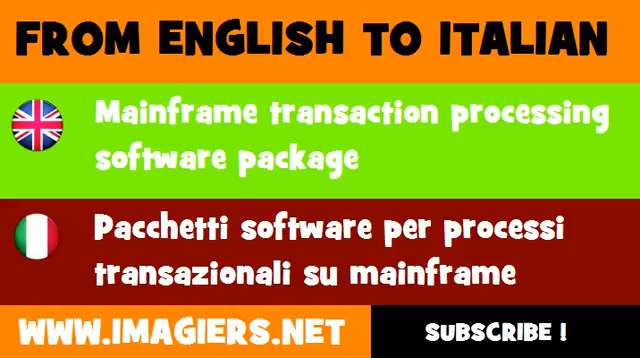 FROM ENGLISH TO ITALIAN
Mainframe transaction processing
software package
Pacchetti software per processi
transazionali su mainframe
WWW.IMAGIERS.NET
SUBSCRIBE !